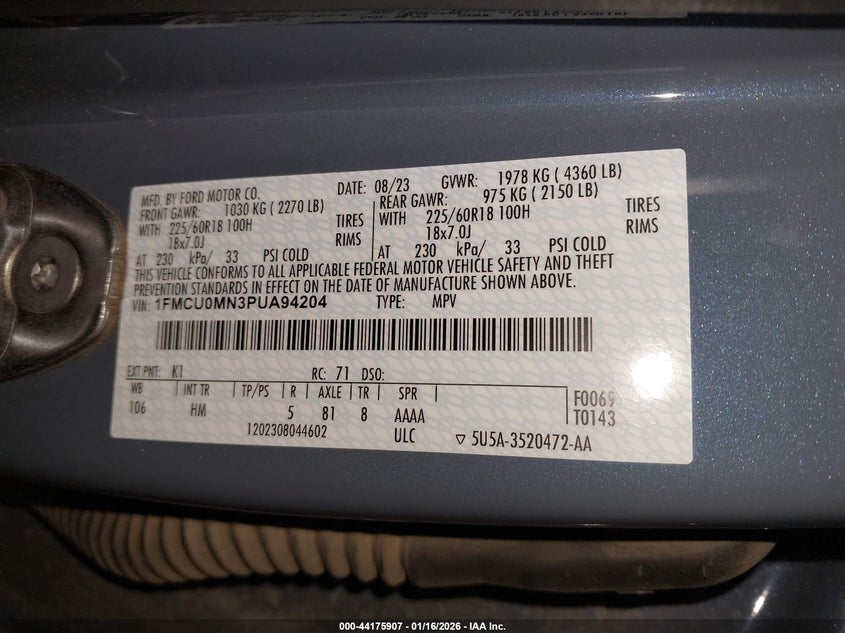 MFD. BY FORD MOTOR CO. DATE: 08/23 GVWR: 1978 KG ( 4360 LB)
FRONT GAWR: 1030 KG ( 2270 LB) REAR GAWR: 975 KG ( 2150 LB)
WITH 225/60R18 100H TIRES WITH 225/60R18 100H TIRES
18x7.0J RIMS 18x7.0J RIMS
AT 230 kPa/ 33 PSI COLD AT 230 kPa/ 33 PSI COLD
THIS VEHICLE CONFORMS TO ALL APPLICABLE FEDERAL MOTOR VEHICLE SAFETY AND THEFT
PREVENTION STANDARDS IN EFFECT ON THE DATE OF MANUFACTURE SHOWN ABOVE.
VIN: 1FMCU0MN3PUA94204 TYPE: MPV
EXT PNT: K1 RC: 71 DSO:
WB INT TR TP/PS R AXLE TR SPR
106 HM 5 81 8 AAAA
F0069
T0143
1202308044602 ULC ▽ 5U5A-3520472-AA
000-44175907 - 01/16/2026 - IAA Inc.